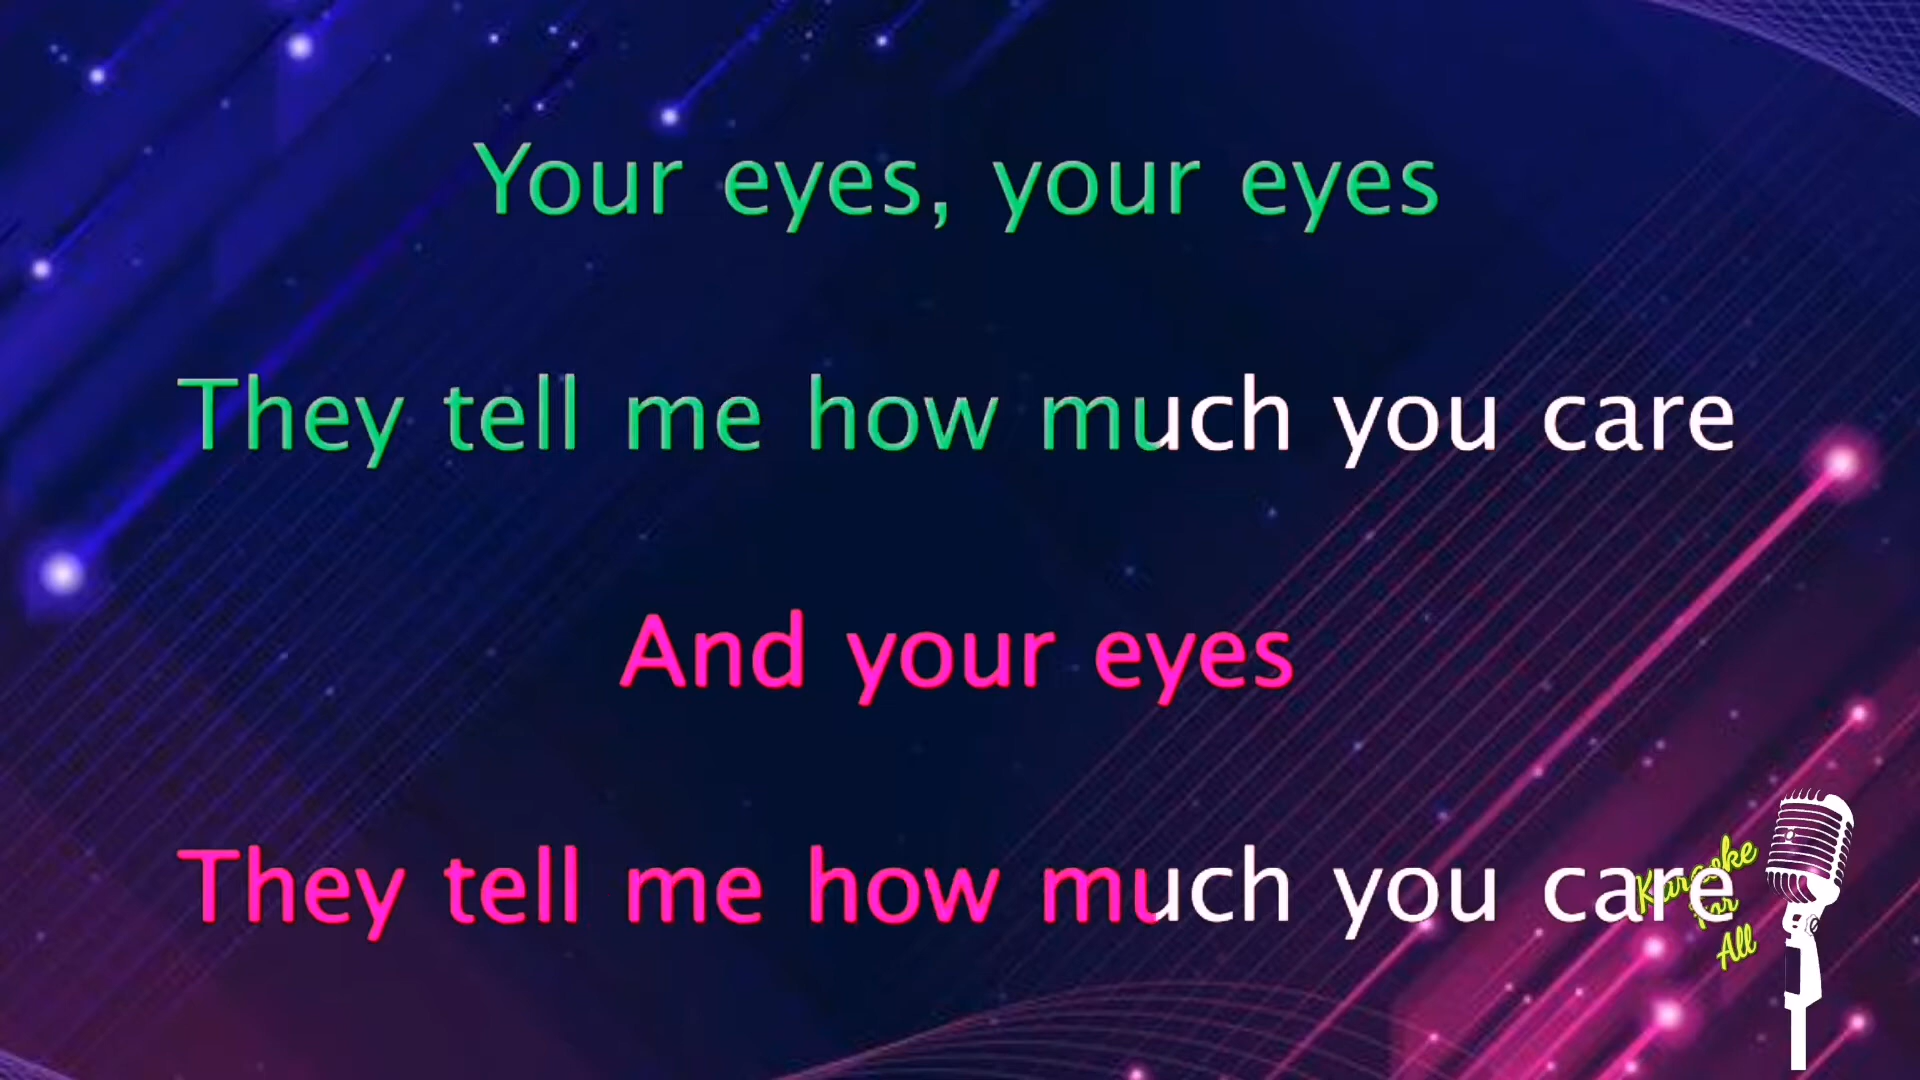 Your eyes, your eyes
They tell me how much you care
And your eyes
They tell me how much you care
Karaoke
For
All